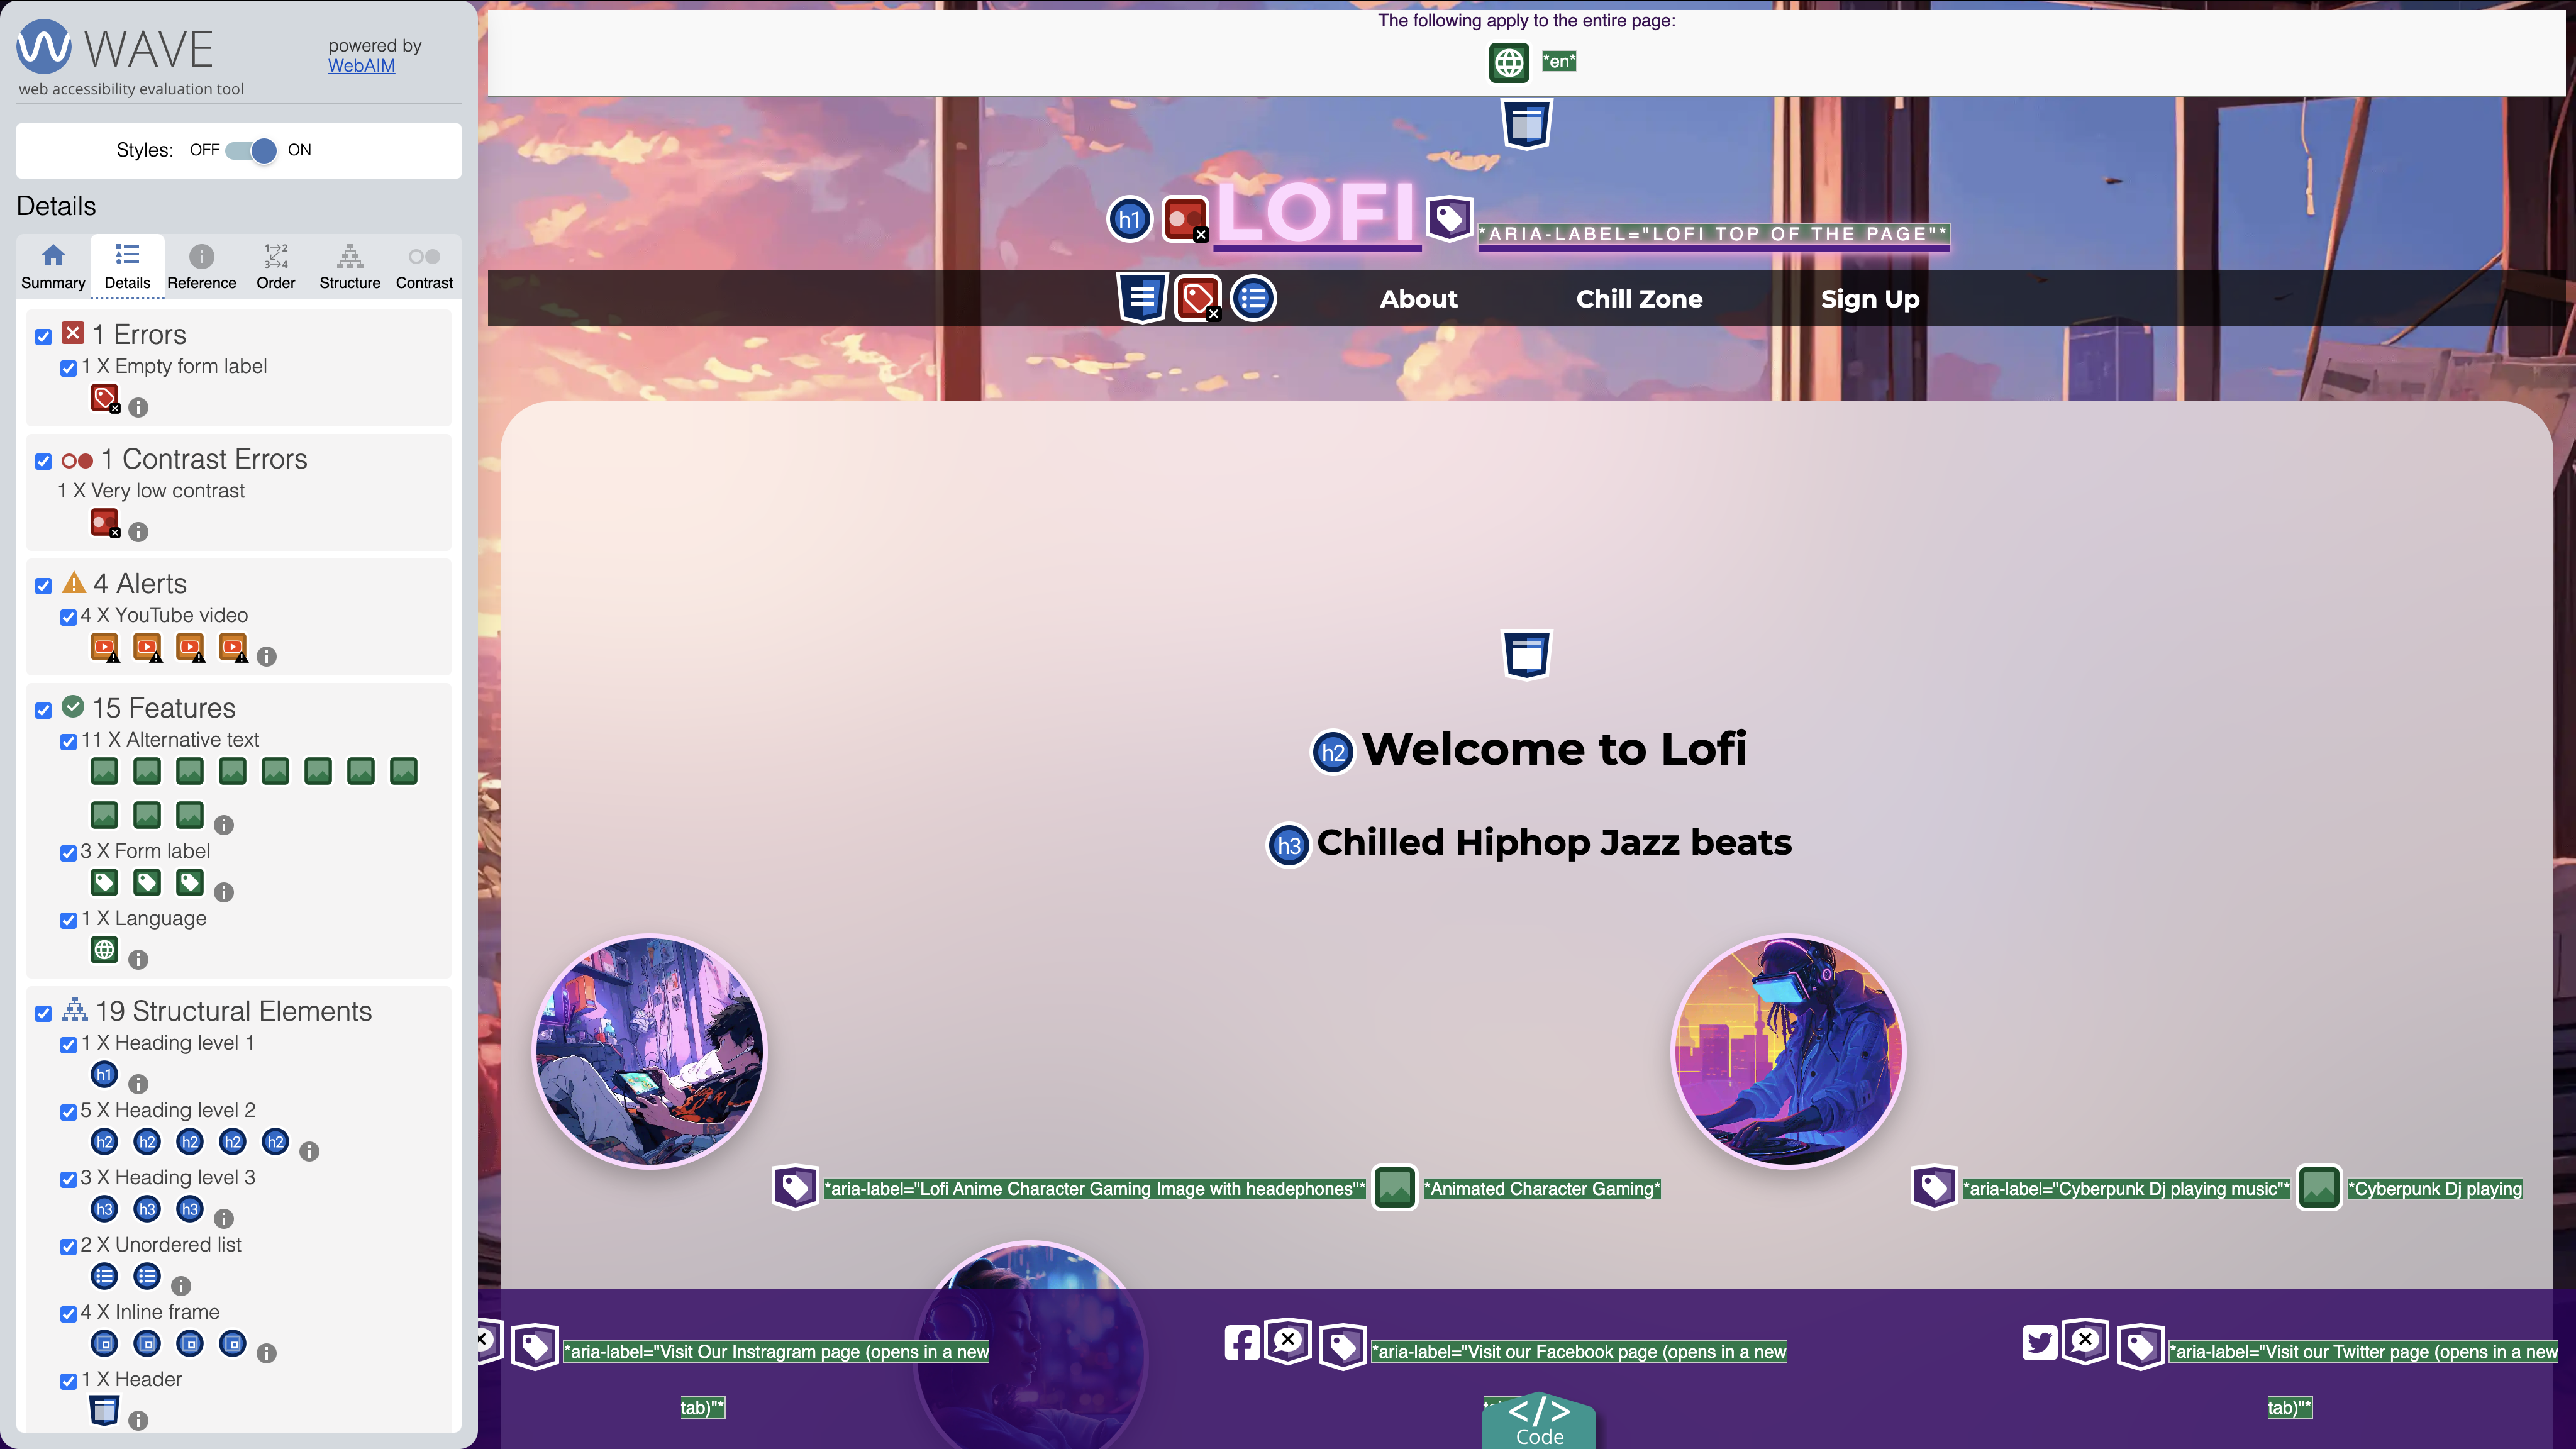 WAVE
powered by
WebAIM
web accessibility evaluation tool
Styles: OFF ON
Details
Summary Details Reference Order Structure Contrast
1 Errors
1 X Empty form label
1 Contrast Errors
1 X Very low contrast
4 Alerts
4 X YouTube video
15 Features
11 X Alternative text
3 X Form label
1 X Language
19 Structural Elements
1 X Heading level 1
h1
5 X Heading level 2
h2 h2 h2 h2 h2
3 X Heading level 3
h3 h3 h3
2 X Unordered list
4 X Inline frame
1 X Header
The following apply to the entire page:
*en*
h1 LOFI *ARIA-LABEL="LOFI TOP OF THE PAGE"*
About Chill Zone Sign Up
h2 Welcome to Lofi
h3 Chilled Hiphop Jazz beats
*aria-label="Lofi Anime Character Gaming Image with headphones"* *Animated Character Gaming*
*aria-label="Cyberpunk Dj playing music"* *Cyberpunk Dj playing
*aria-label="Visit Our Instragram page (opens in a new
tab)"*
*aria-label="Visit our Facebook page (opens in a new
*aria-label="Visit our Twitter page (opens in a new
tab)"*
</> Code